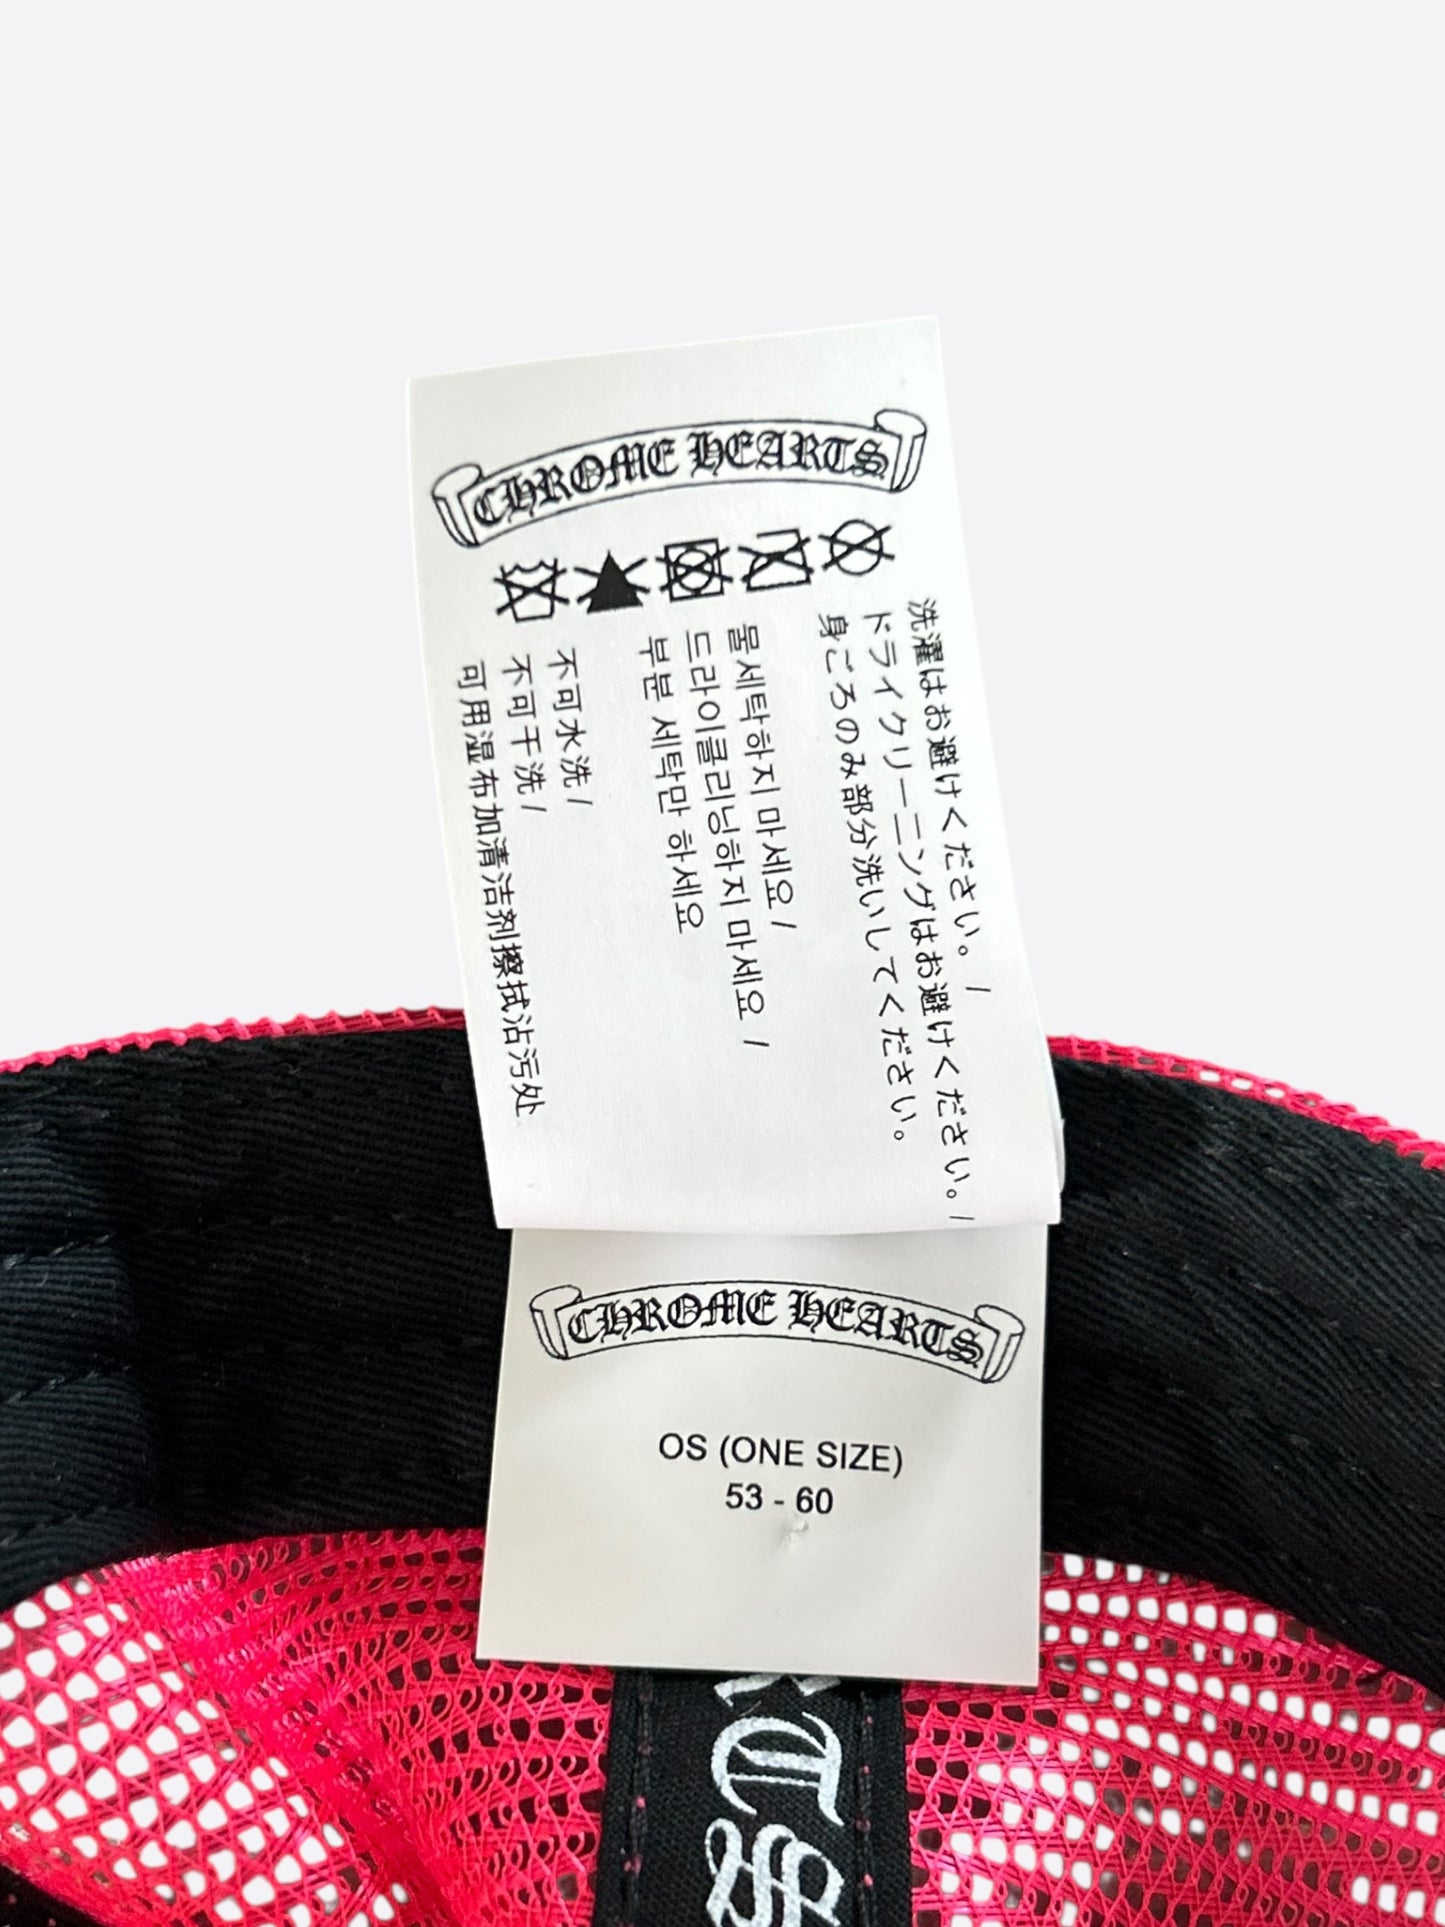 CHROME HEARTS
洗濯はお避けください。/
ドライクリーニングはお避けください。/
身ごろのみ部分洗いしてください。
물세탁하지 마세요 /
드라이클리닝하지 마세요 /
부분 세탁만 하세요
不可水洗 /
不可干洗 /
可用湿布加清洁剂擦拭沾污处
CHROME HEARTS
OS (ONE SIZE)
53 - 60
RTS